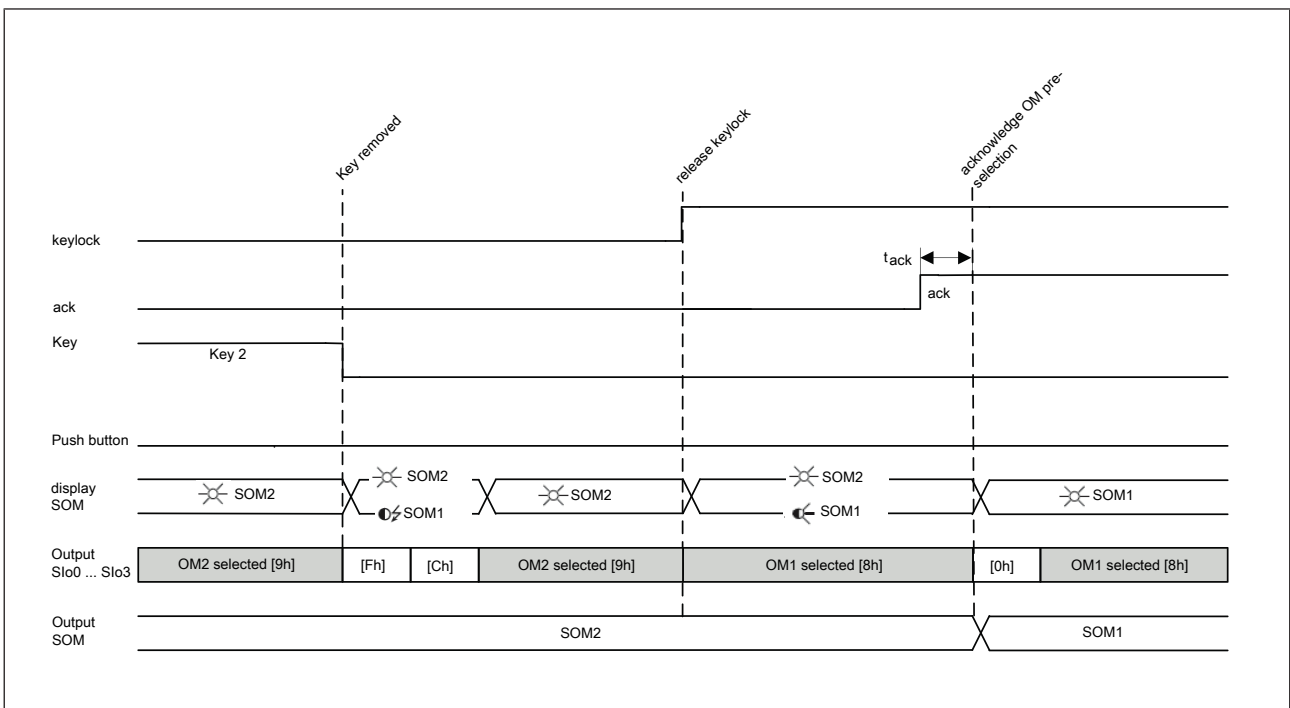 Key removed
release keylock
acknowledge OM pre-
selection
keylock
tack
ack
ack
Key
Key 2
Push button
display
SOM
SOM2
SOM2
SOM1
SOM2
SOM2
SOM1
SOM1
Output
SIo0 ... SIo3
OM2 selected [9h]
[Fh]
[Ch]
OM2 selected [9h]
OM1 selected [8h]
[0h]
OM1 selected [8h]
Output
SOM
SOM2
SOM1